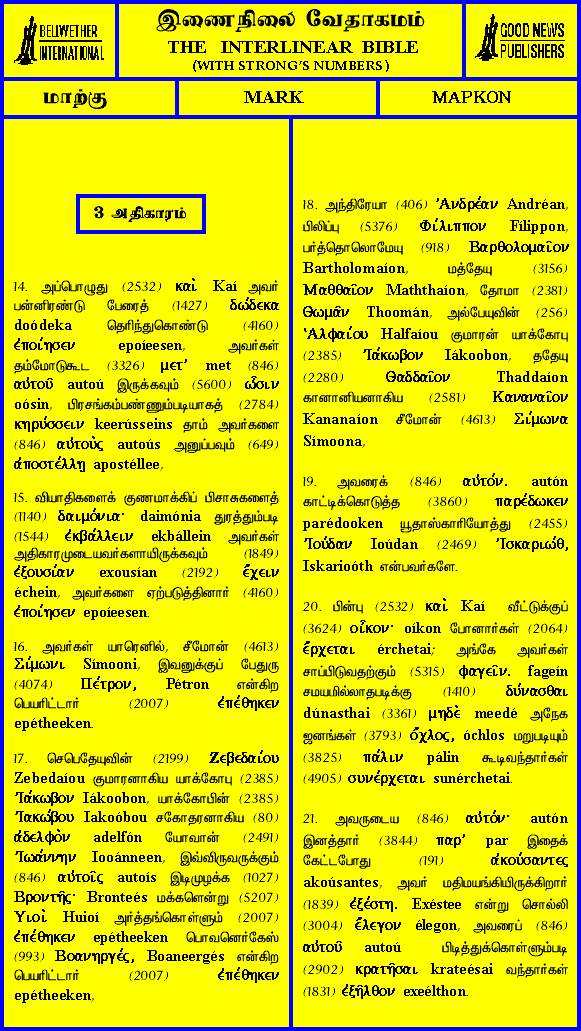 BELLWETHER
INTERNATIONAL
இணைநிலை வேதாகமம்
THE INTERLINEAR BIBLE
(WITH STRONG'S NUMBERS)
GOOD NEWS
PUBLISHERS
மாற்கு
MARK
ΜΑΡΚΟΝ
3 அதிகாரம்
14. அப்பொழுது (2532) καὶ Kaí அவர்
பன்னிரண்டு பேரைத் (1427) δώδεκα
doódeka தெரிந்துகொண்டு (4160)
ἐποίησεν epoíeesen, அவர்கள்
தம்மோடுகூட (3326) μετ’ met (846)
αὐτοῦ autoú இருக்கவும் (5600) ὦσιν
oósin, பிரசங்கம்பண்ணும்படியாகத் (2784)
κηρύσσειν keerússeins தாம் அவர்களை
(846) αὐτοὺς autoús அனுப்பவும் (649)
ἀποστέλλῃ apostéllee,
15. வியாதிகளைக் குணமாக்கிப் பிசாசுகளைத்
(1140) δαιμόνια· daimónia துரத்தும்படி
(1544) ἐκβάλλειν ekbállein அவர்கள்
அதிகாரமுடையவர்களாயிருக்கவும் (1849)
ἐξουσίαν exousían (2192) ἔχειν
échein, அவர்களை ஏற்படுத்தினார் (4160)
ἐποίησεν epoíeesen.
16. அவர்கள் யாரெனில், சீமோன் (4613)
Σίμωνι Símooni, இவனுக்குப் பேதுரு
(4074) Πέτρον, Pétron என்கிற
பெயரிட்டார் (2007) ἐπέθηκεν
epétheeken.
17. செபெதேயுவின் (2199) Ζεβεδαίου
Zebedaíou குமாரனாகிய யாக்கோபு (2385)
Ἰάκωβον Iákoobon, யாக்கோபின் (2385)
Ἰακώβου Iakoóbou சகோதரனாகிய (80)
ἀδελφὸν adelfón யோவான் (2491)
Ἰωάννην Iooánneen, இவ்விருவருக்கும்
(846) αὐτοῖς autoís இடிமுழக்க (1027)
Βροντῆς· Bronteés மக்களென்று (5207)
Υἱοὶ Huioí அர்த்தங்கொள்ளும் (2007)
ἐπέθηκεν epétheeken பொவனெர்கேஸ்
(993) Βοανηργές, Boaneergés என்கிற
பெயரிட்டார் (2007) ἐπέθηκεν
epétheeken,
18. அந்திரேயா (406) Ἀνδρέαν Andréan,
பிலிப்பு (5376) Φίλιππον Fílippon,
பர்த்தொலொமேயு (918) Βαρθολομαῖον
Bartholomaíon, மத்தேயு (3156)
Μαθθαῖον Maththaíon, தோமா (2381)
Θωμᾶν Thoomán, அல்பேயுவின் (256)
Ἁλφαίου Halfaíou குமாரன் யாக்கோபு
(2385) Ἰάκωβον Iákoobon, ததேயு
(2280) Θαδδαῖον Thaddaíon
கானானியனாகிய (2581) Καναναῖον
Kananaíon சீமோன் (4613) Σίμωνα
Símoona,
19. அவரைக் (846) αὐτόν. autón
காட்டிக்கொடுத்த (3860) παρέδωκεν
parédooken யூதாஸ்காரியோத்து (2455)
Ἰούδαν Ioúdan (2469) Ἰσκαριώθ,
Iskarioóth என்பவர்களே.
20. பின்பு (2532) καὶ Kaí வீட்டுக்குப்
(3624) οἶκον· oíkon போனார்கள் (2064)
ἔρχεται érchetai; அங்கே அவர்கள்
சாப்பிடுவதற்கும் (5315) φαγεῖν. fageín
சமயமில்லாதபடிக்கு (1410) δύνασθαι
dúnasthai (3361) μηδὲ meedé அநேக
ஜனங்கள் (3793) ὄχλος, óchlos மறுபடியும்
(3825) πάλιν pálin கூடிவந்தார்கள்
(4905) συνέρχεται sunérchetai.
21. அவருடைய (846) αὐτόν· autón
இனத்தார் (3844) παρ’ par இதைக்
கேட்டபோது (191) ἀκούσαντες
akoúsantes, அவர் மதிமயங்கியிருக்கிறார்
(1839) ἐξέστη. Exéstee என்று சொல்லி
(3004) ἔλεγον élegon, அவரைப் (846)
αὐτοῦ autoú பிடித்துக்கொள்ளும்படி
(2902) κρατῆσαι krateésai வந்தார்கள்
(1831) ἐξῆλθον exeélthon.